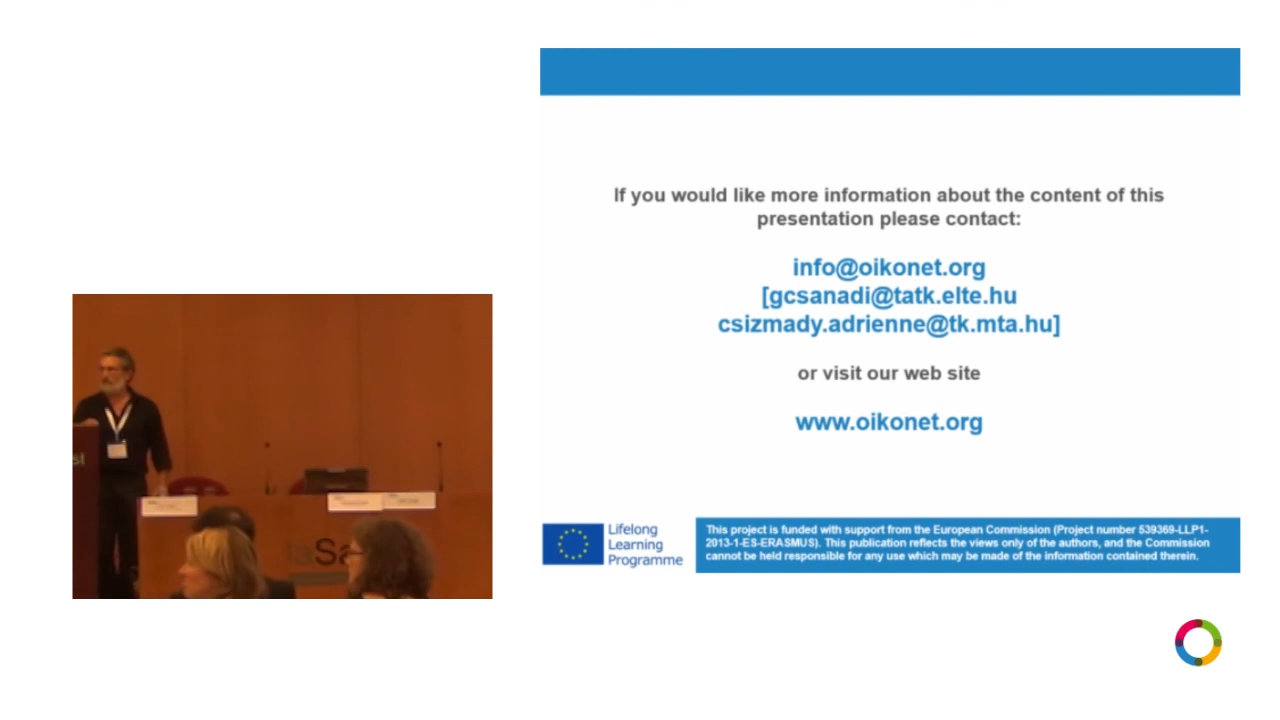 If you would like more information about the content of this
presentation please contact:
info@oikonet.org
[gcsanadi@tatk.elte.hu
csizmady.adrienne@tk.mta.hu]
or visit our web site
www.oikonet.org
Lifelong
Learning
Programme
This project is funded with support from the European Commission (Project number 539369-LLP1-
2013-1-ES-ERASMUS). This publication reflects the views only of the authors, and the Commission
cannot be held responsible for any use which may be made of the information contained therein.